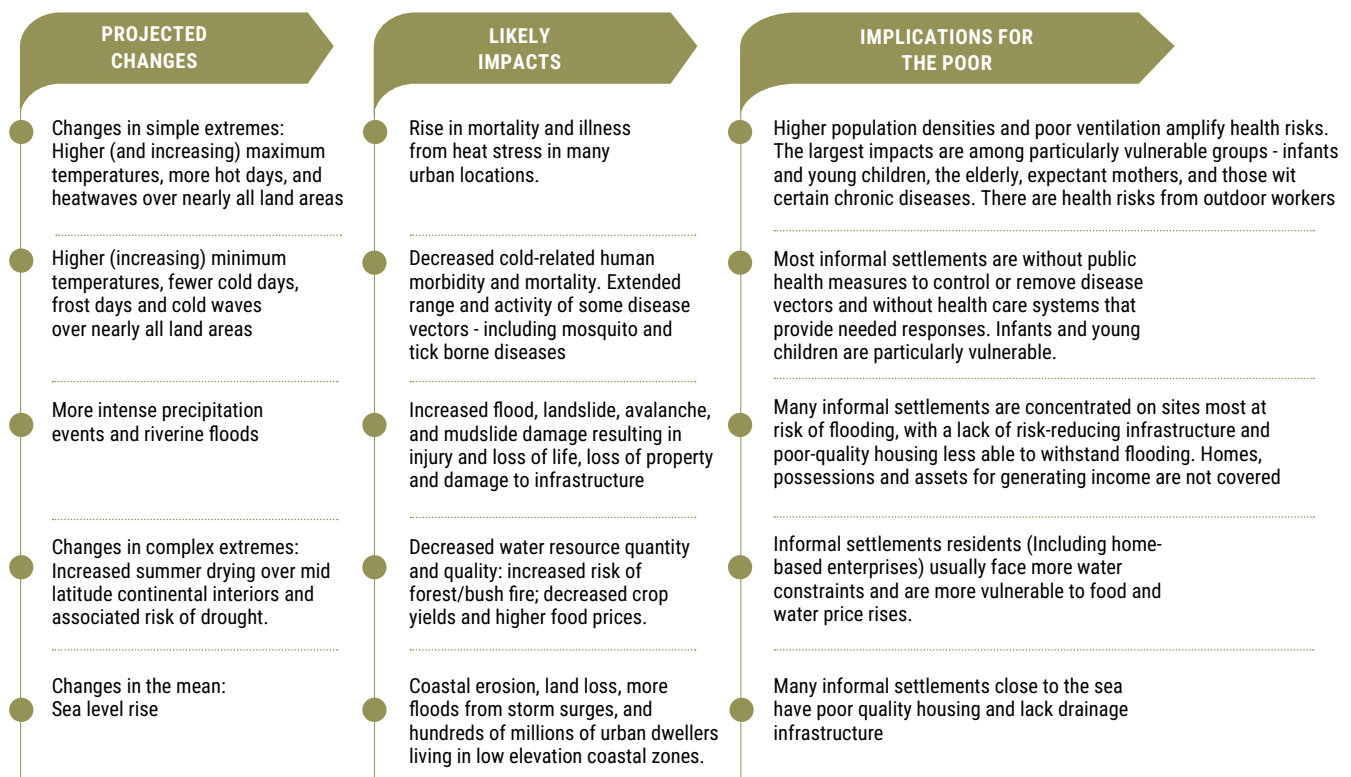 PROJECTED
CHANGES
LIKELY
IMPACTS
IMPLICATIONS FOR
THE POOR
Changes in simple extremes:
Higher (and increasing) maximum
temperatures, more hot days, and
heatwaves over nearly all land areas
Rise in mortality and illness
from heat stress in many
urban locations.
Higher population densities and poor ventilation amplify health risks.
The largest impacts are among particularly vulnerable groups - infants
and young children, the elderly, expectant mothers, and those wit
certain chronic diseases. There are health risks from outdoor workers
Higher (increasing) minimum
temperatures, fewer cold days,
frost days and cold waves
over nearly all land areas
Decreased cold-related human
morbidity and mortality. Extended
range and activity of some disease
vectors - including mosquito and
tick borne diseases
Most informal settlements are without public
health measures to control or remove disease
vectors and without health care systems that
provide needed responses. Infants and young
children are particularly vulnerable.
More intense precipitation
events and riverine floods
Increased flood, landslide, avalanche,
and mudslide damage resulting in
injury and loss of life, loss of property
and damage to infrastructure
Many informal settlements are concentrated on sites most at
risk of flooding, with a lack of risk-reducing infrastructure and
poor-quality housing less able to withstand flooding. Homes,
possessions and assets for generating income are not covered
Changes in complex extremes:
Increased summer drying over mid
latitude continental interiors and
associated risk of drought.
Decreased water resource quantity
and quality: increased risk of
forest/bush fire; decreased crop
yields and higher food prices.
Informal settlements residents (Including home-
based enterprises) usually face more water
constraints and are more vulnerable to food and
water price rises.
Changes in the mean:
Sea level rise
Coastal erosion, land loss, more
floods from storm surges, and
hundreds of millions of urban dwellers
living in low elevation coastal zones.
Many informal settlements close to the sea
have poor quality housing and lack drainage
infrastructure